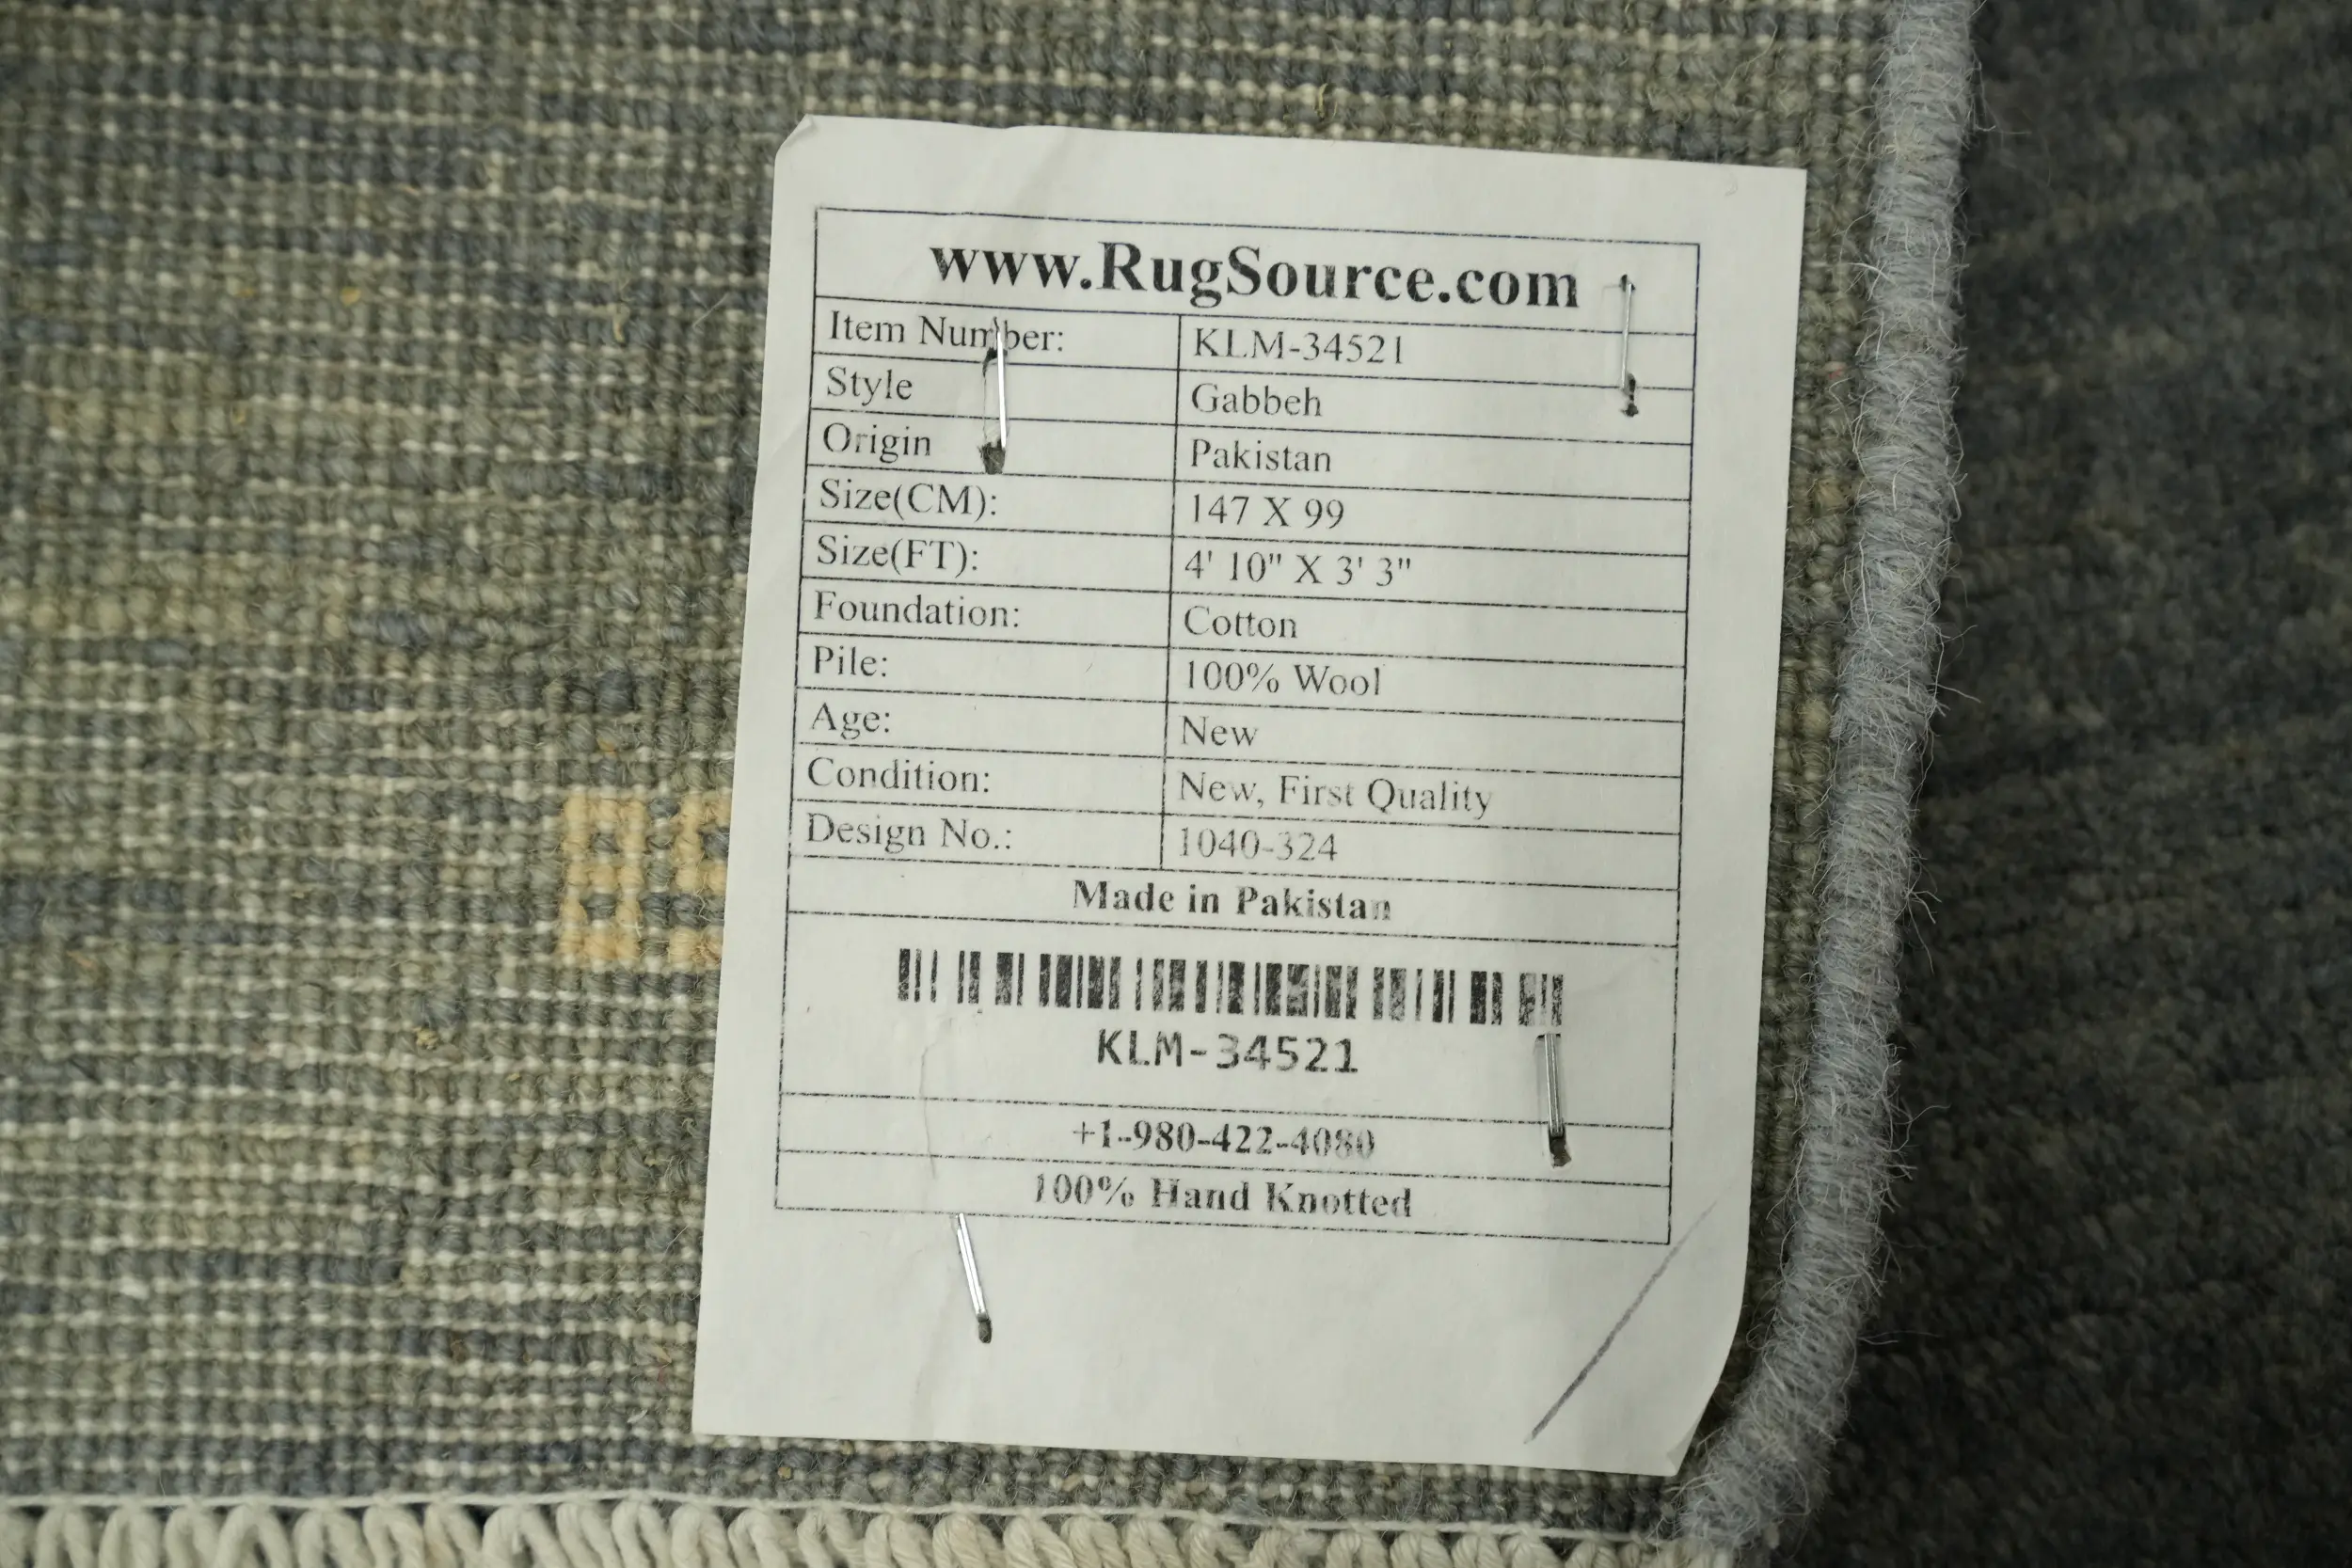 www.RugSource.com
Item Number: KLM-34521
Style Gabbeh
Origin Pakistan
Size(CM): 147 X 99
Size(FT): 4' 10" X 3' 3"
Foundation: Cotton
Pile: 100% Wool
Age: New
Condition: New, First Quality
Design No.: 1040-324
Made in Pakistan
KLM-34521
+1-980-422-4080
100% Hand Knotted